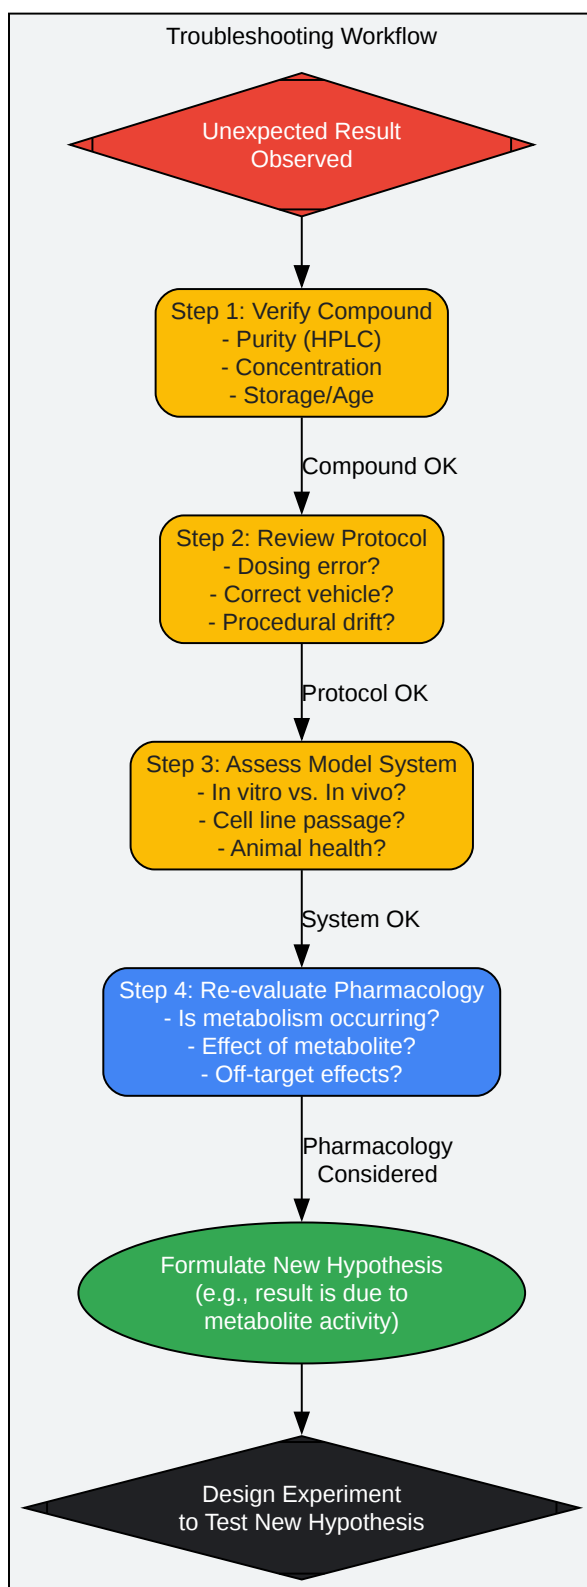 Troubleshooting Workflow
Unexpected Result
Observed
Step 1: Verify Compound
- Purity (HPLC)
- Concentration
- Storage/Age
Compound OK
Step 2: Review Protocol
- Dosing error?
- Correct vehicle?
- Procedural drift?
Protocol OK
Step 3: Assess Model System
- In vitro vs. In vivo?
- Cell line passage?
- Animal health?
System OK
Step 4: Re-evaluate Pharmacology
- Is metabolism occurring?
- Effect of metabolite?
- Off-target effects?
Pharmacology
Considered
Formulate New Hypothesis
(e.g., result is due to
metabolite activity)
Design Experiment
to Test New Hypothesis